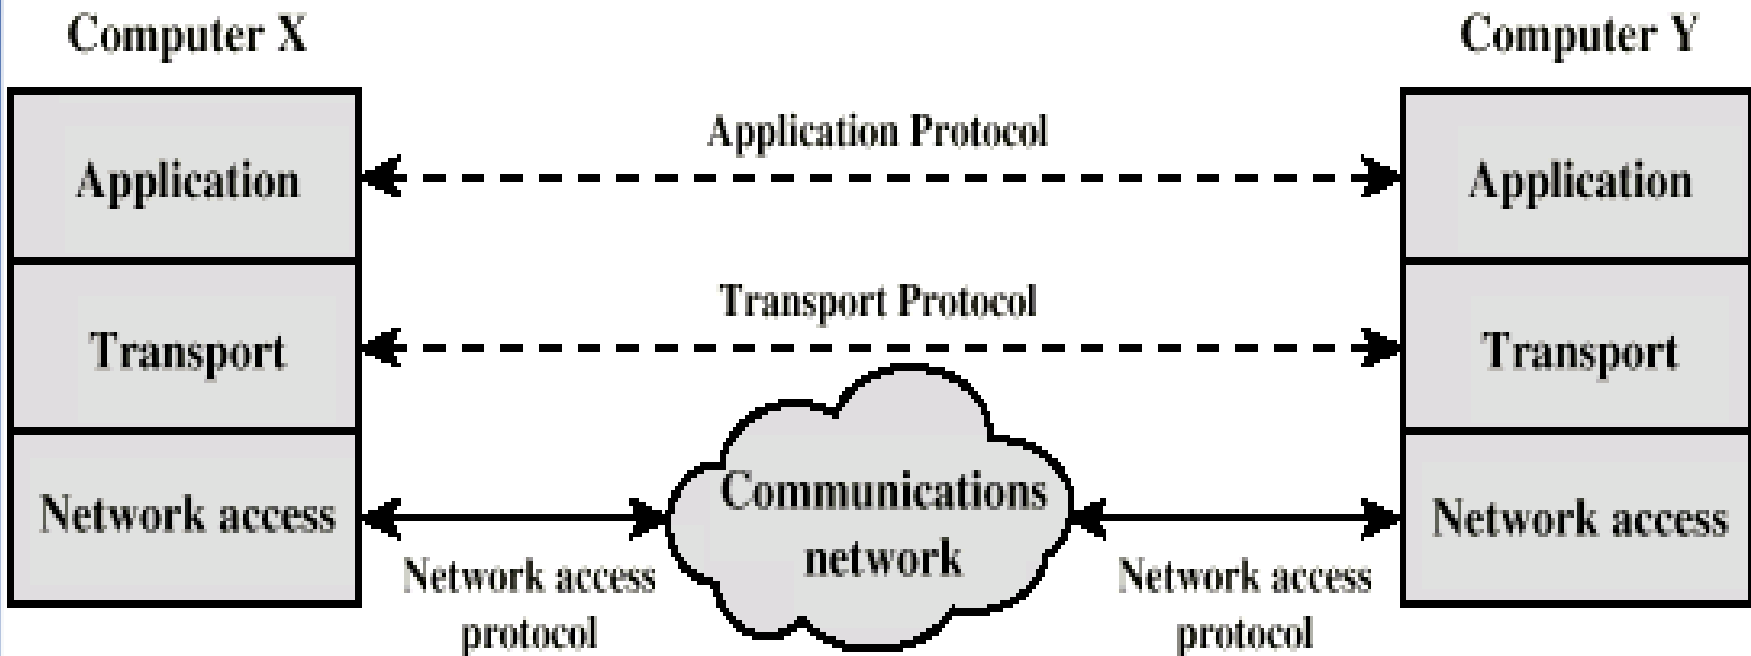 Computer X
Computer Y
Application Protocol
Application
Application
Transport Protocol
Transport
Transport
Communications
network
Network access
Network access
Network access
protocol
Network access
protocol